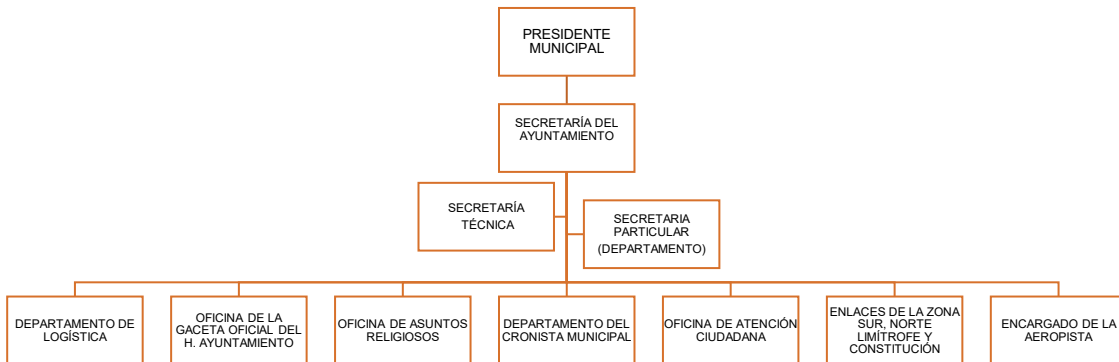 PRESIDENTE
MUNICIPAL
SECRETARÍA DEL
AYUNTAMIENTO
SECRETARÍA
TÉCNICA
SECRETARIA
PARTICULAR
(DEPARTAMENTO)
DEPARTAMENTO DE
LOGÍSTICA
OFICINA DE LA
GACETA OFICIAL DEL
H. AYUNTAMIENTO
OFICINA DE ASUNTOS
RELIGIOSOS
DEPARTAMENTO DEL
CRONISTA MUNICIPAL
OFICINA DE ATENCIÓN
CIUDADANA
ENLACES DE LA ZONA
SUR, NORTE
LIMÍTROFE Y
CONSTITUCIÓN
ENCARGADO DE LA
AEROPISTA